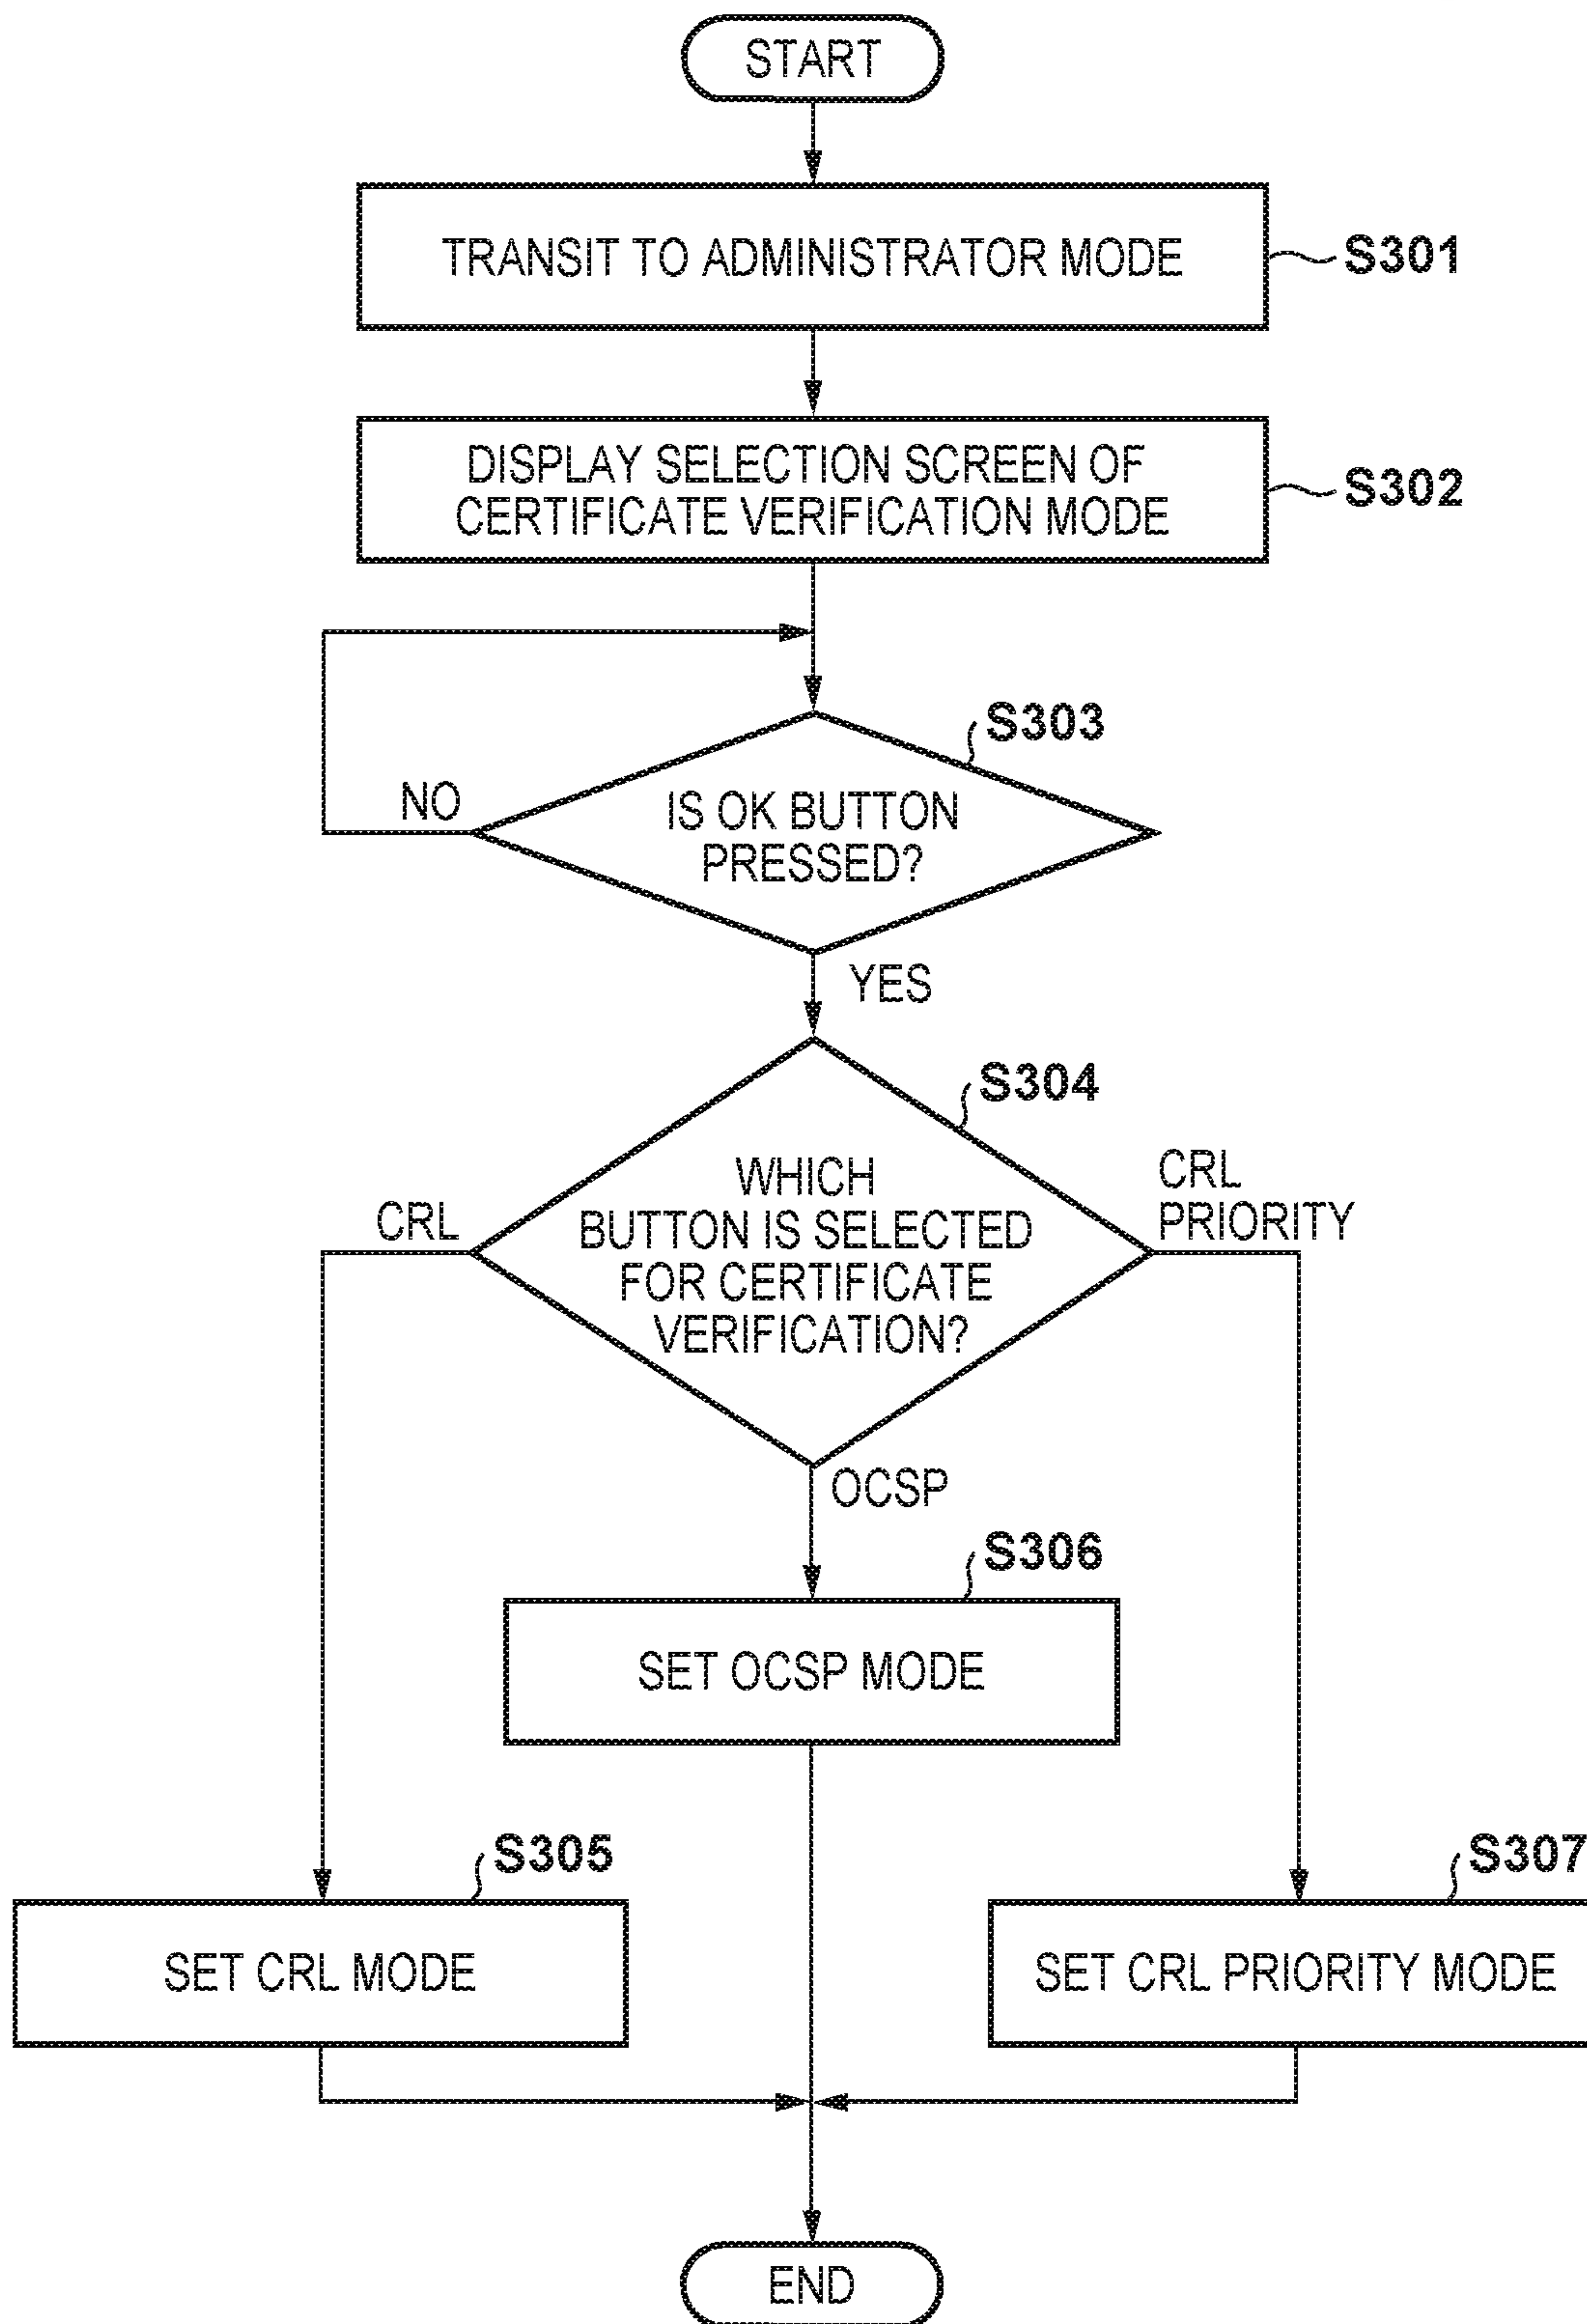 START
TRANSIT TO ADMINISTRATOR MODE
S301
DISPLAY SELECTION SCREEN OF
CERTIFICATE VERIFICATION MODE
S302
S303
NO
IS OK BUTTON
PRESSED?
YES
S304
CRL
WHICH
BUTTON IS SELECTED
FOR CERTIFICATE
VERIFICATION?
CRL
PRIORITY
OCSP
S306
SET OCSP MODE
S305
SET CRL MODE
S307
SET CRL PRIORITY MODE
END